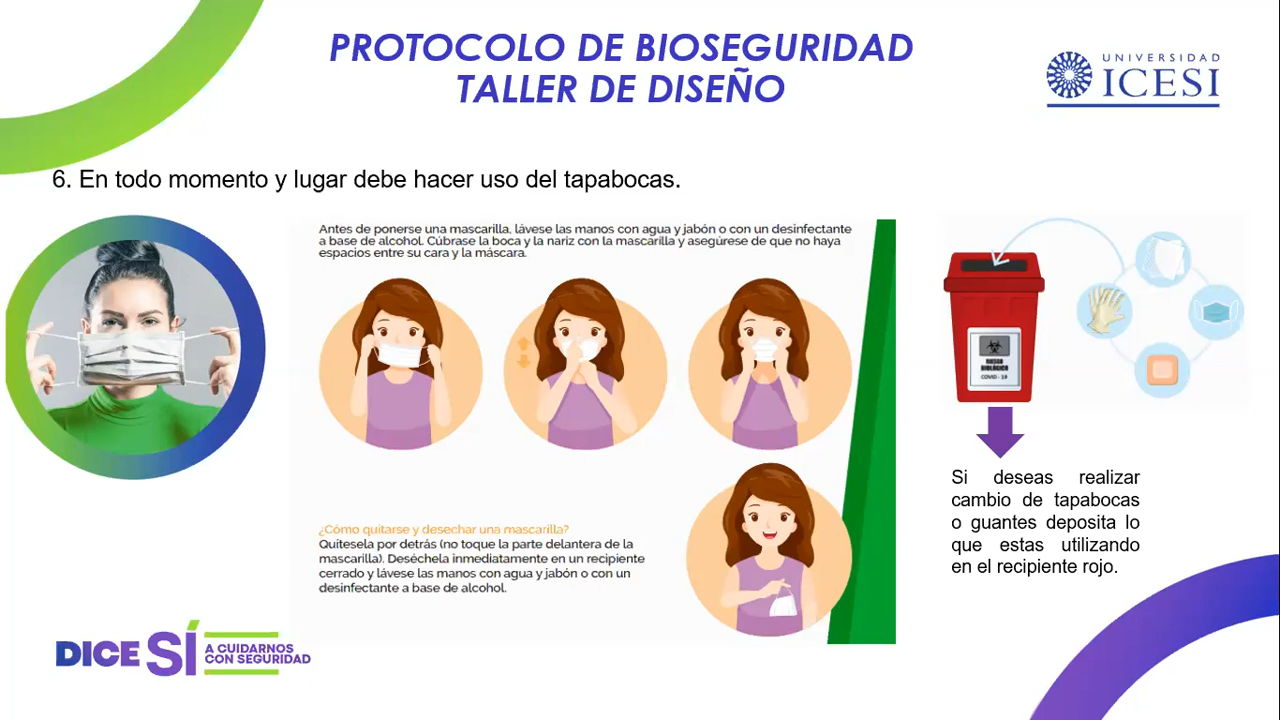 PROTOCOLO DE BIOSEGURIDAD
TALLER DE DISEÑO
UNIVERSIDAD
ICESI
6. En todo momento y lugar debe hacer uso del tapabocas.
Antes de ponerse una mascarilla, lávese las manos con agua y jabón o con un desinfectante
a base de alcohol. Cúbrase la boca y la nariz con la mascarilla y asegúrese de que no haya
espacios entre su cara y la máscara.
RIESGO
BIOLÓGICO
COVID - 19
Si deseas realizar
cambio de tapabocas
o guantes deposita lo
que estas utilizando
en el recipiente rojo.
¿Cómo quitarse y desechar una mascarilla?
Quítesela por detrás (no toque la parte delantera de la
mascarilla). Deséchela inmediatamente en un recipiente
cerrado y lávese las manos con agua y jabón o con un
desinfectante a base de alcohol.
DICE SÍ A CUIDARNOS
CON SEGURIDAD